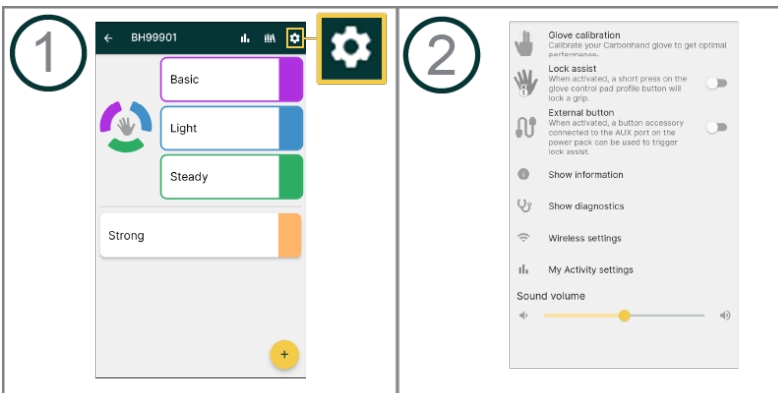 1
BH99901
Basic
Light
Steady
Strong
+
2
Glove calibration
Calibrate your Carbonhand glove to get optimal
performance.
Lock assist
When activated, a short press on the
glove control pad profile button will
lock a grip.
External button
When activated, a button accessory
connected to the AUX port on the
power pack can be used to trigger
lock assist.
Show information
Show diagnostics
Wireless settings
My Activity settings
Sound volume